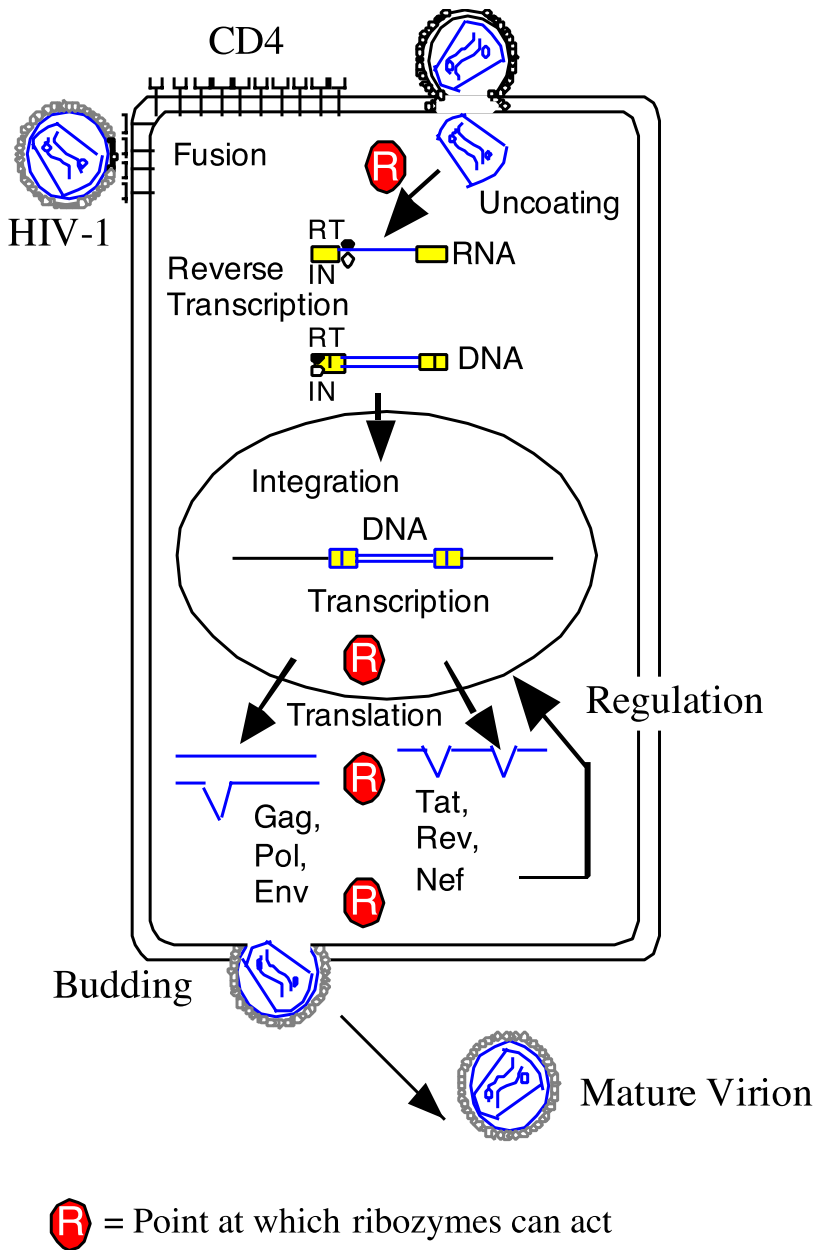 CD4
Fusion
R
HIV-1
Uncoating
RT
RNA
Reverse
IN
Transcription
RT
DNA
IN
Integration
DNA
Transcription
R
Regulation
Translation
R
Gag,
Pol,
Env
Tat,
Rev,
Nef
R
Budding
Mature Virion
R = Point at which ribozymes can act